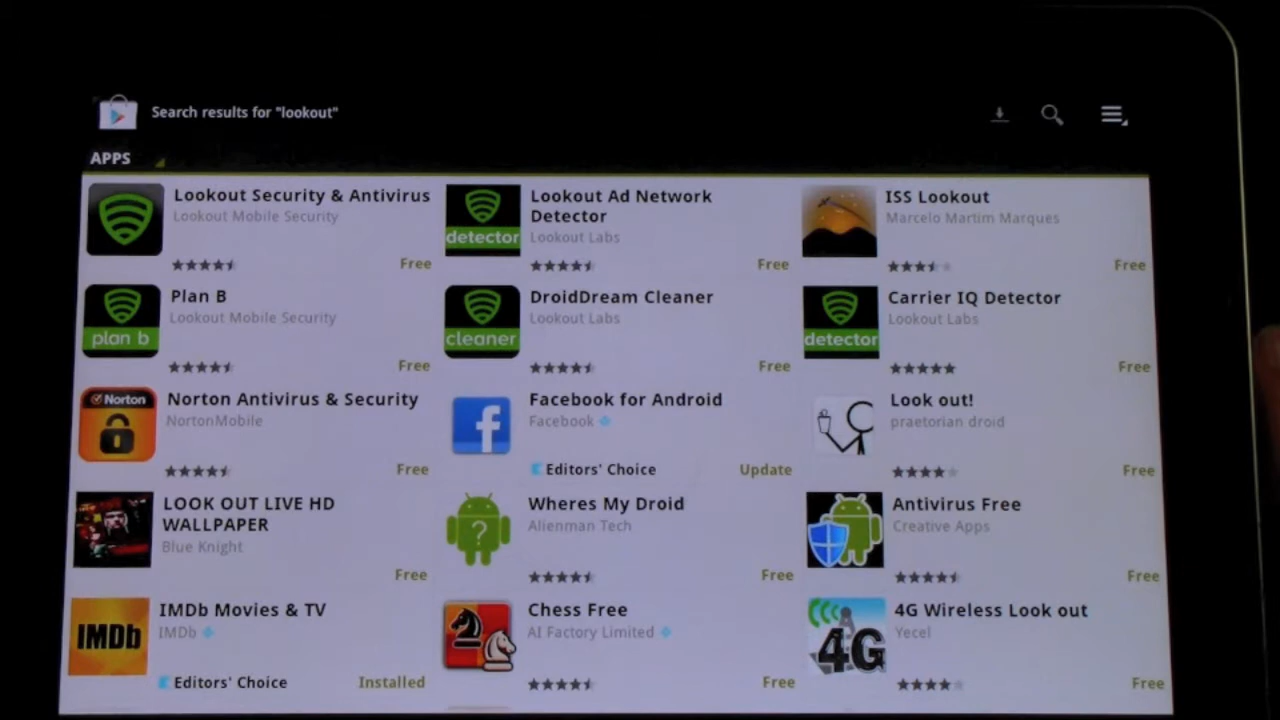 Search results for "lookout"
APPS
Lookout Security & Antivirus
Lookout Mobile Security
Free
detector
Lookout Ad Network
Detector
Lookout Labs
Free
ISS Lookout
Marcelo Martim Marques
Free
plan b
Plan B
Lookout Mobile Security
Free
cleaner
DroidDream Cleaner
Lookout Labs
Free
detector
Carrier IQ Detector
Lookout Labs
Free
Norton
Norton Antivirus & Security
NortonMobile
Free
f
Facebook for Android
Facebook
Editors' Choice
Update
Look out!
praetorian droid
Free
LOOK OUT LIVE HD
WALLPAPER
Blue Knight
Free
?
Wheres My Droid
Alienman Tech
Free
Antivirus Free
Creative Apps
Free
IMDb
IMDb Movies & TV
IMDb
Editors' Choice
Installed
Chess Free
AI Factory Limited
Free
4G
4G Wireless Look out
Yecel
Free